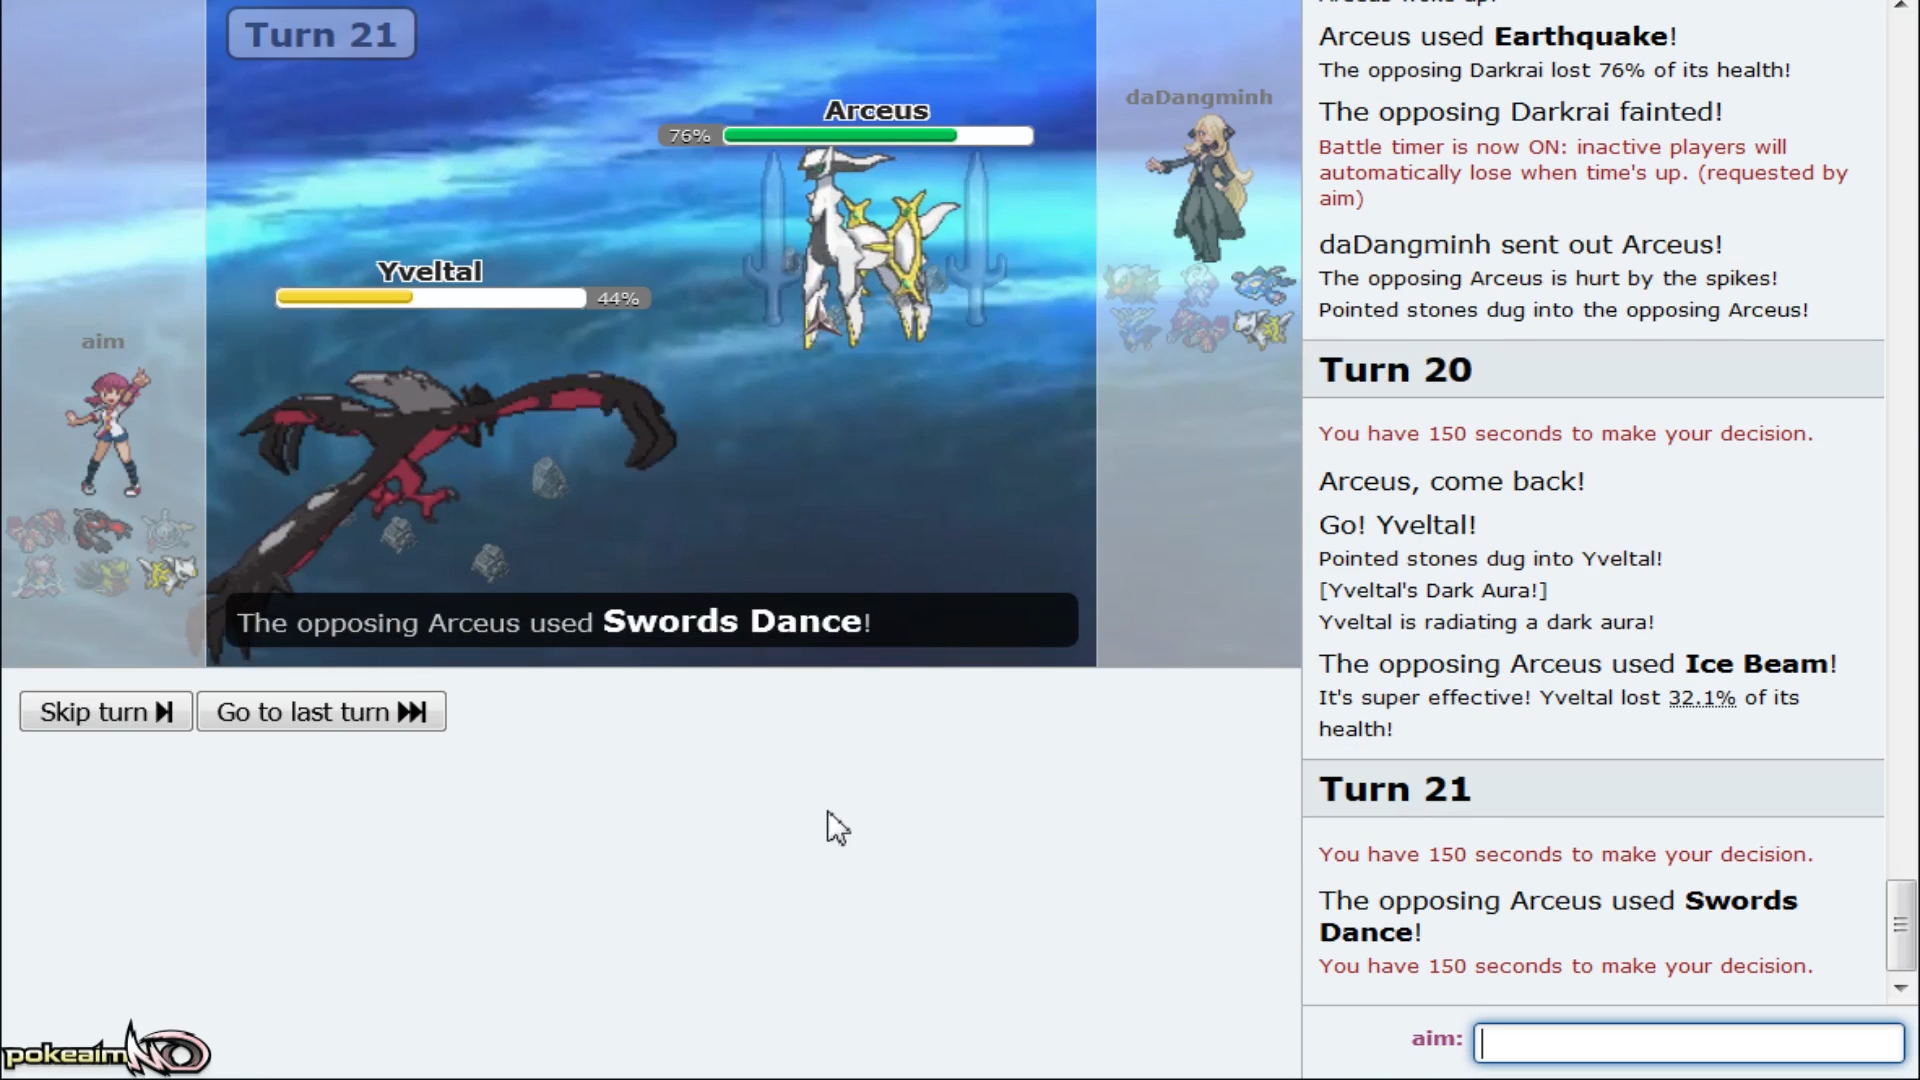 Turn 21
Arceus
76%
daDangminh
Yveltal
44%
aim
The opposing Arceus used Swords Dance!
Skip turn
Go to last turn
pokeaim
Arceus used Earthquake!
The opposing Darkrai lost 76% of its health!
The opposing Darkrai fainted!
Battle timer is now ON: inactive players will
automatically lose when time's up. (requested by
aim)
daDangminh sent out Arceus!
The opposing Arceus is hurt by the spikes!
Pointed stones dug into the opposing Arceus!
Turn 20
You have 150 seconds to make your decision.
Arceus, come back!
Go! Yveltal!
Pointed stones dug into Yveltal!
[Yveltal's Dark Aura!]
Yveltal is radiating a dark aura!
The opposing Arceus used Ice Beam!
It's super effective! Yveltal lost 32.1% of its
health!
Turn 21
You have 150 seconds to make your decision.
The opposing Arceus used Swords
Dance!
You have 150 seconds to make your decision.
aim: